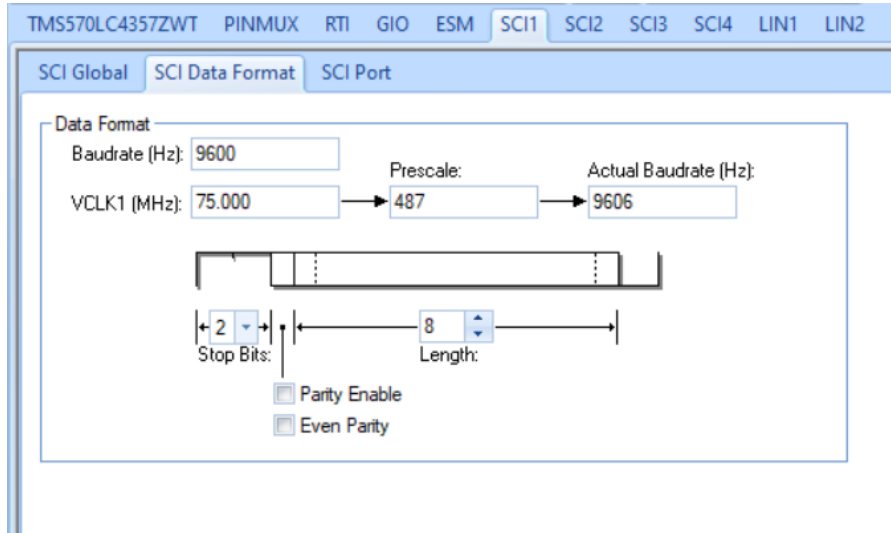 TMS570LC4357ZWT PINMUX RTI GIO ESM SCI1 SCI2 SCI3 SCI4 LIN1 LIN2
SCI Global SCI Data Format SCI Port
Data Format
Baudrate (Hz): 9600
Prescale: Actual Baudrate (Hz):
VCLK1 (MHz): 75.000 487 9606
2 8
Stop Bits: Length:
Parity Enable
Even Parity